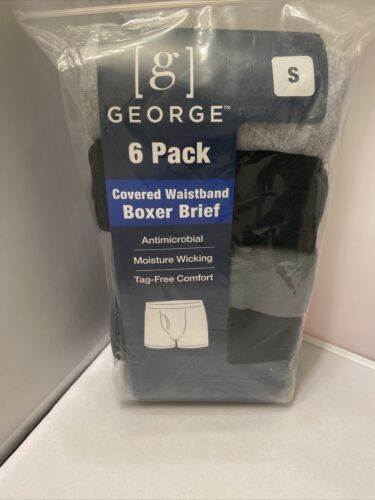 [g]
S
GEORGE™
6 Pack
Covered Waistband
Boxer Brief
Antimicrobial
Moisture Wicking
Tag-Free Comfort